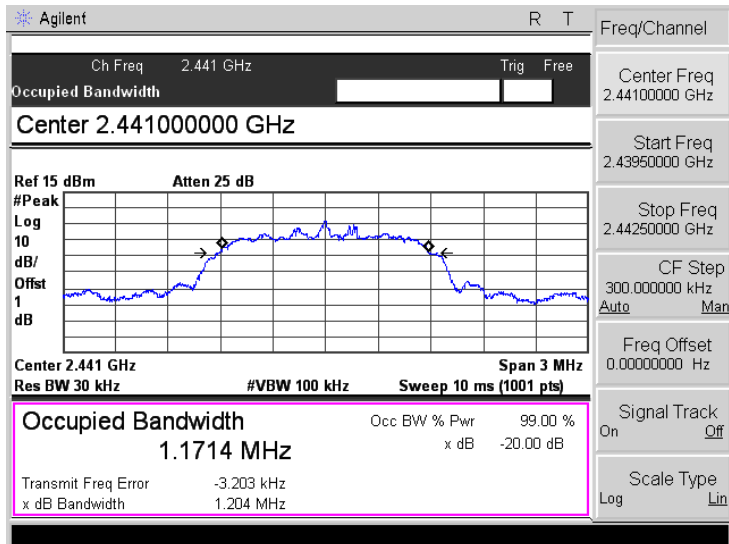 Agilent R T
Ch Freq 2.441 GHz Trig Free
Occupied Bandwidth
Center 2.441000000 GHz
Ref 15 dBm Atten 25 dB
#Peak
Log
10
dB/
Offst
1
dB
Center 2.441 GHz Span 3 MHz
Res BW 30 kHz #VBW 100 kHz Sweep 10 ms (1001 pts)
Occupied Bandwidth
1.1714 MHz
Occ BW % Pwr 99.00 %
x dB -20.00 dB
Transmit Freq Error -3.203 kHz
x dB Bandwidth 1.204 MHz
Freq/Channel
Center Freq
2.44100000 GHz
Start Freq
2.43950000 GHz
Stop Freq
2.44250000 GHz
CF Step
300.000000 kHz
Auto Man
Freq Offset
0.00000000 Hz
Signal Track
On Off
Scale Type
Log Lin